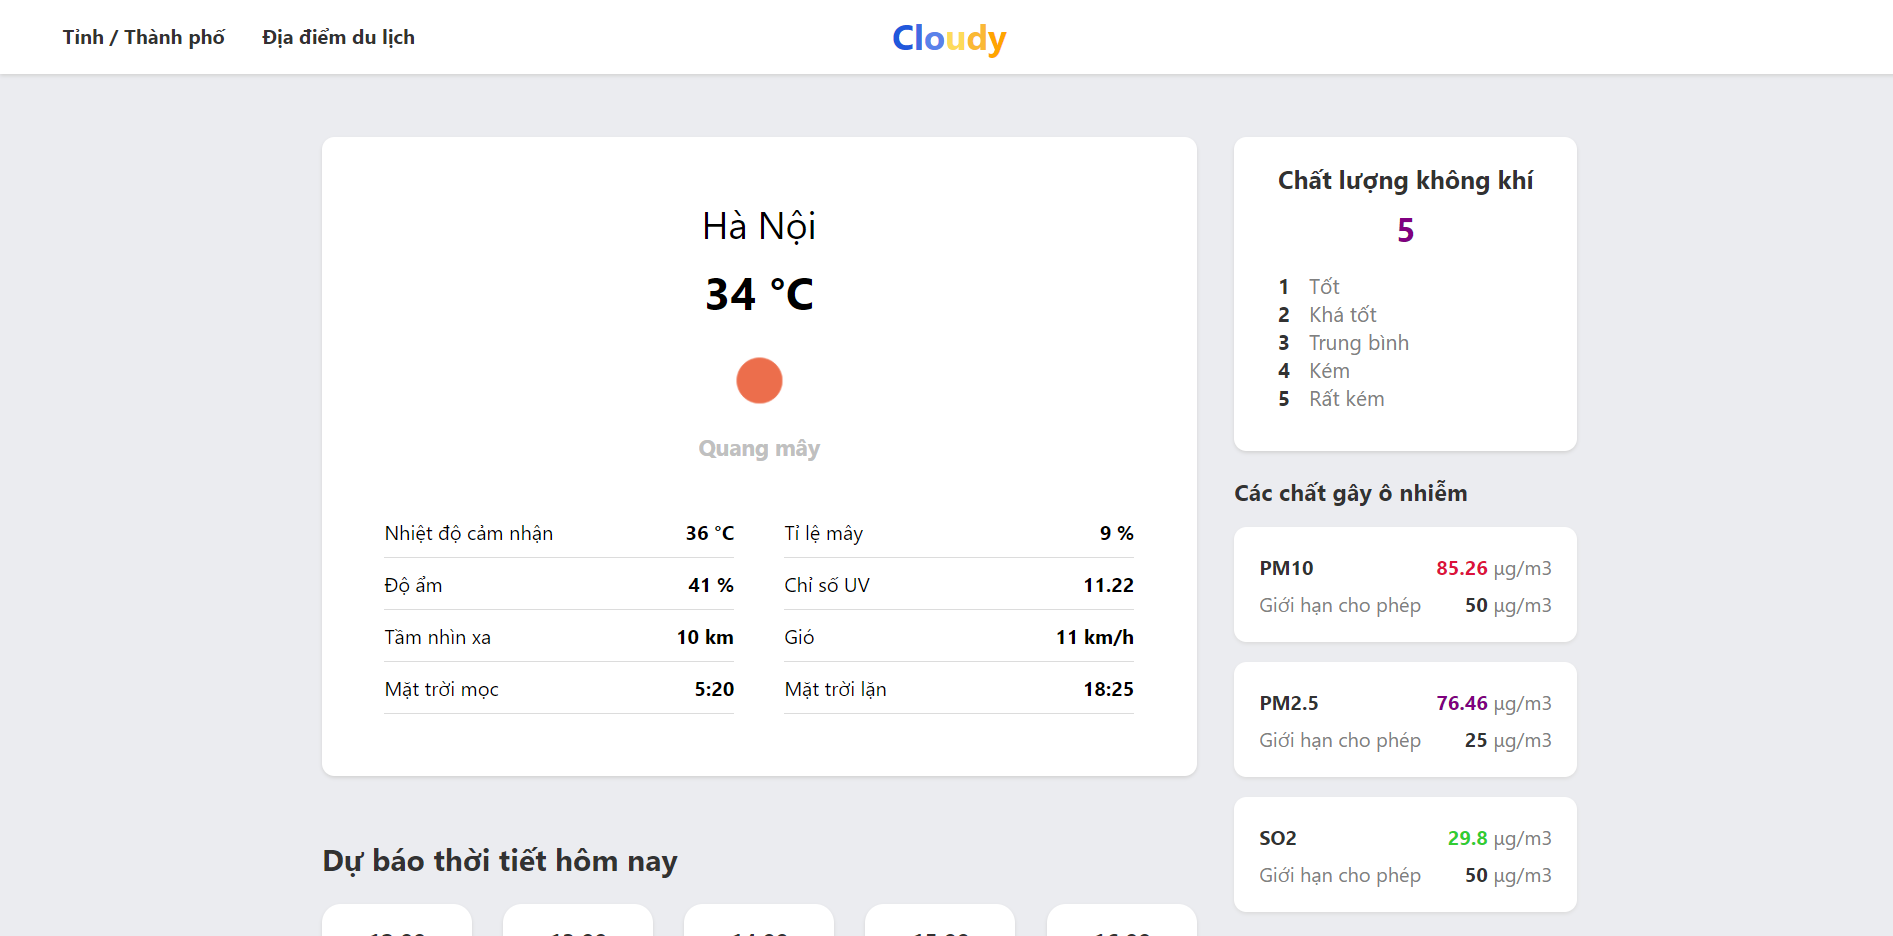 Tỉnh / Thành phố
Địa điểm du lịch
Cloudy
Hà Nội
34 °C
Quang mây
Nhiệt độ cảm nhận 36 °C
Độ ẩm 41 %
Tầm nhìn xa 10 km
Mặt trời mọc 5:20
Tỉ lệ mây 9 %
Chỉ số UV 11.22
Gió 11 km/h
Mặt trời lặn 18:25
Dự báo thời tiết hôm nay
Chất lượng không khí
5
1 Tốt
2 Khá tốt
3 Trung bình
4 Kém
5 Rất kém
Các chất gây ô nhiễm
PM10 85.26 µg/m3
Giới hạn cho phép 50 µg/m3
PM2.5 76.46 µg/m3
Giới hạn cho phép 25 µg/m3
SO2 29.8 µg/m3
Giới hạn cho phép 50 µg/m3